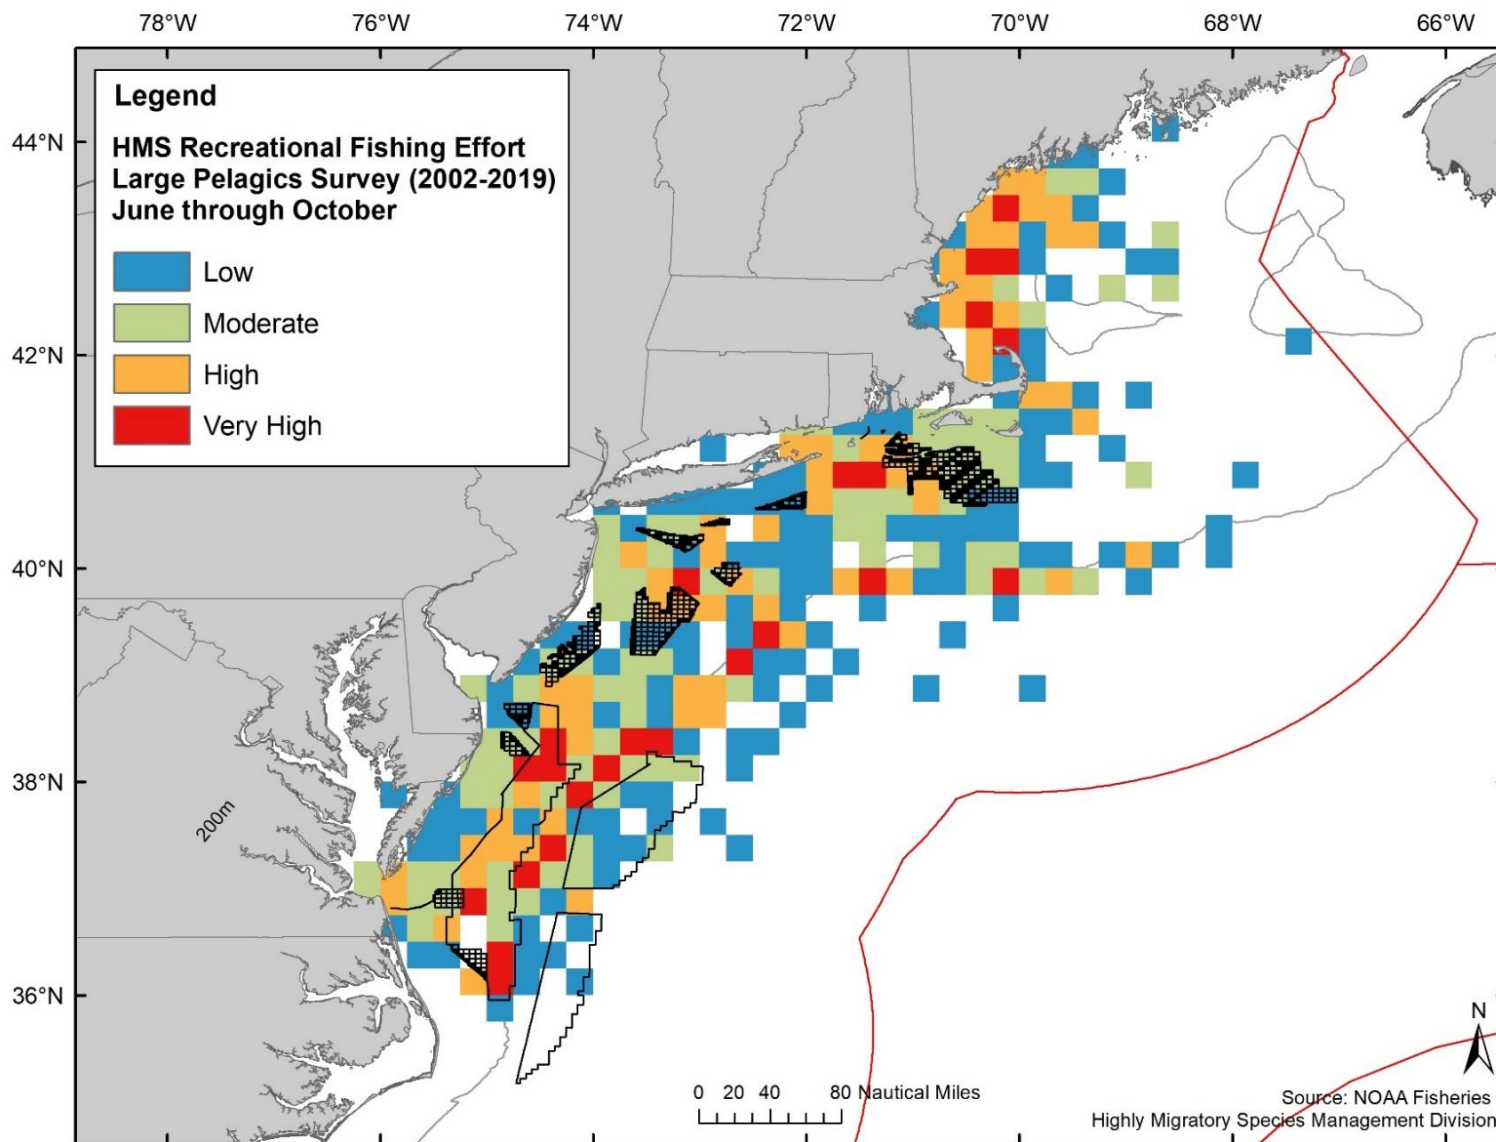 78°W 76°W 74°W 72°W 70°W 68°W 66°W
Legend
HMS Recreational Fishing Effort
Large Pelagics Survey (2002-2019)
June through October
Low
Moderate
High
Very High
44°N
42°N
40°N
38°N
36°N
200m
N
0 20 40 80 Nautical Miles
Source: NOAA Fisheries
Highly Migratory Species Management Division